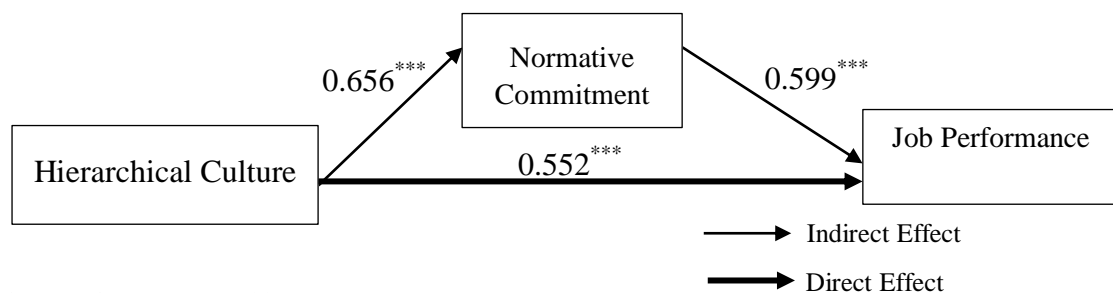 Normative
Commitment
0.656***
0.599***
Job Performance
Hierarchical Culture
0.552***
Indirect Effect
Direct Effect